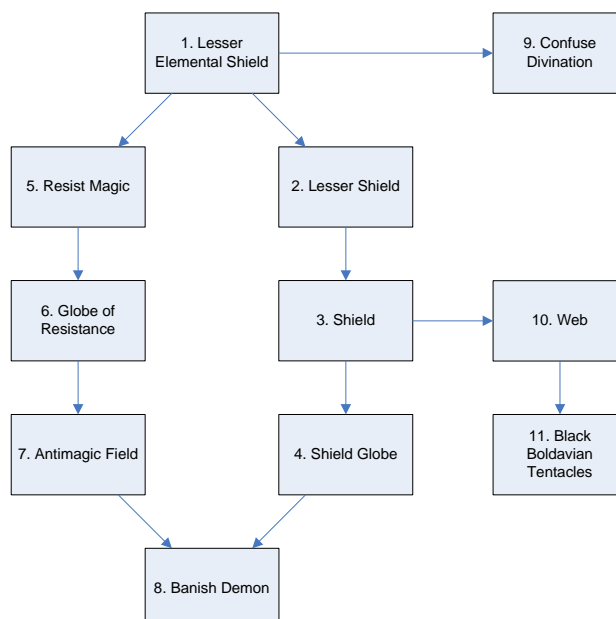 1. Lesser
Elemental Shield
9. Confuse
Divination
5. Resist Magic
2. Lesser Shield
6. Globe of
Resistance
3. Shield
10. Web
7. Antimagic Field
4. Shield Globe
11. Black
Boldavian
Tentacles
8. Banish Demon